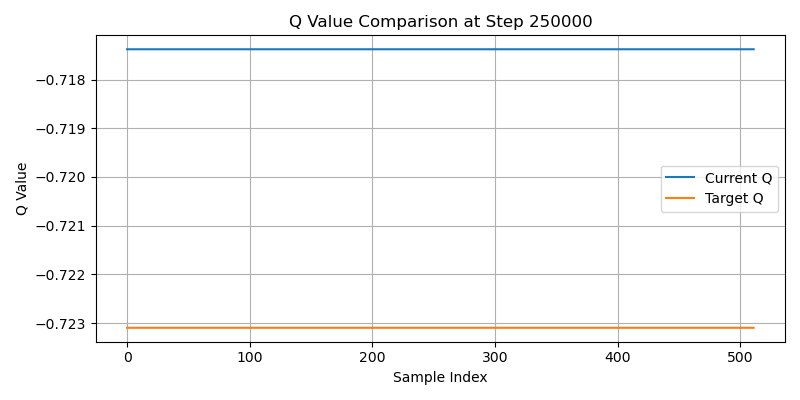 Q Value Comparison at Step 250000
−0.718
−0.719
−0.720
−0.721
−0.722
−0.723
Q Value
Current Q
Target Q
0 100 200 300 400 500
Sample Index